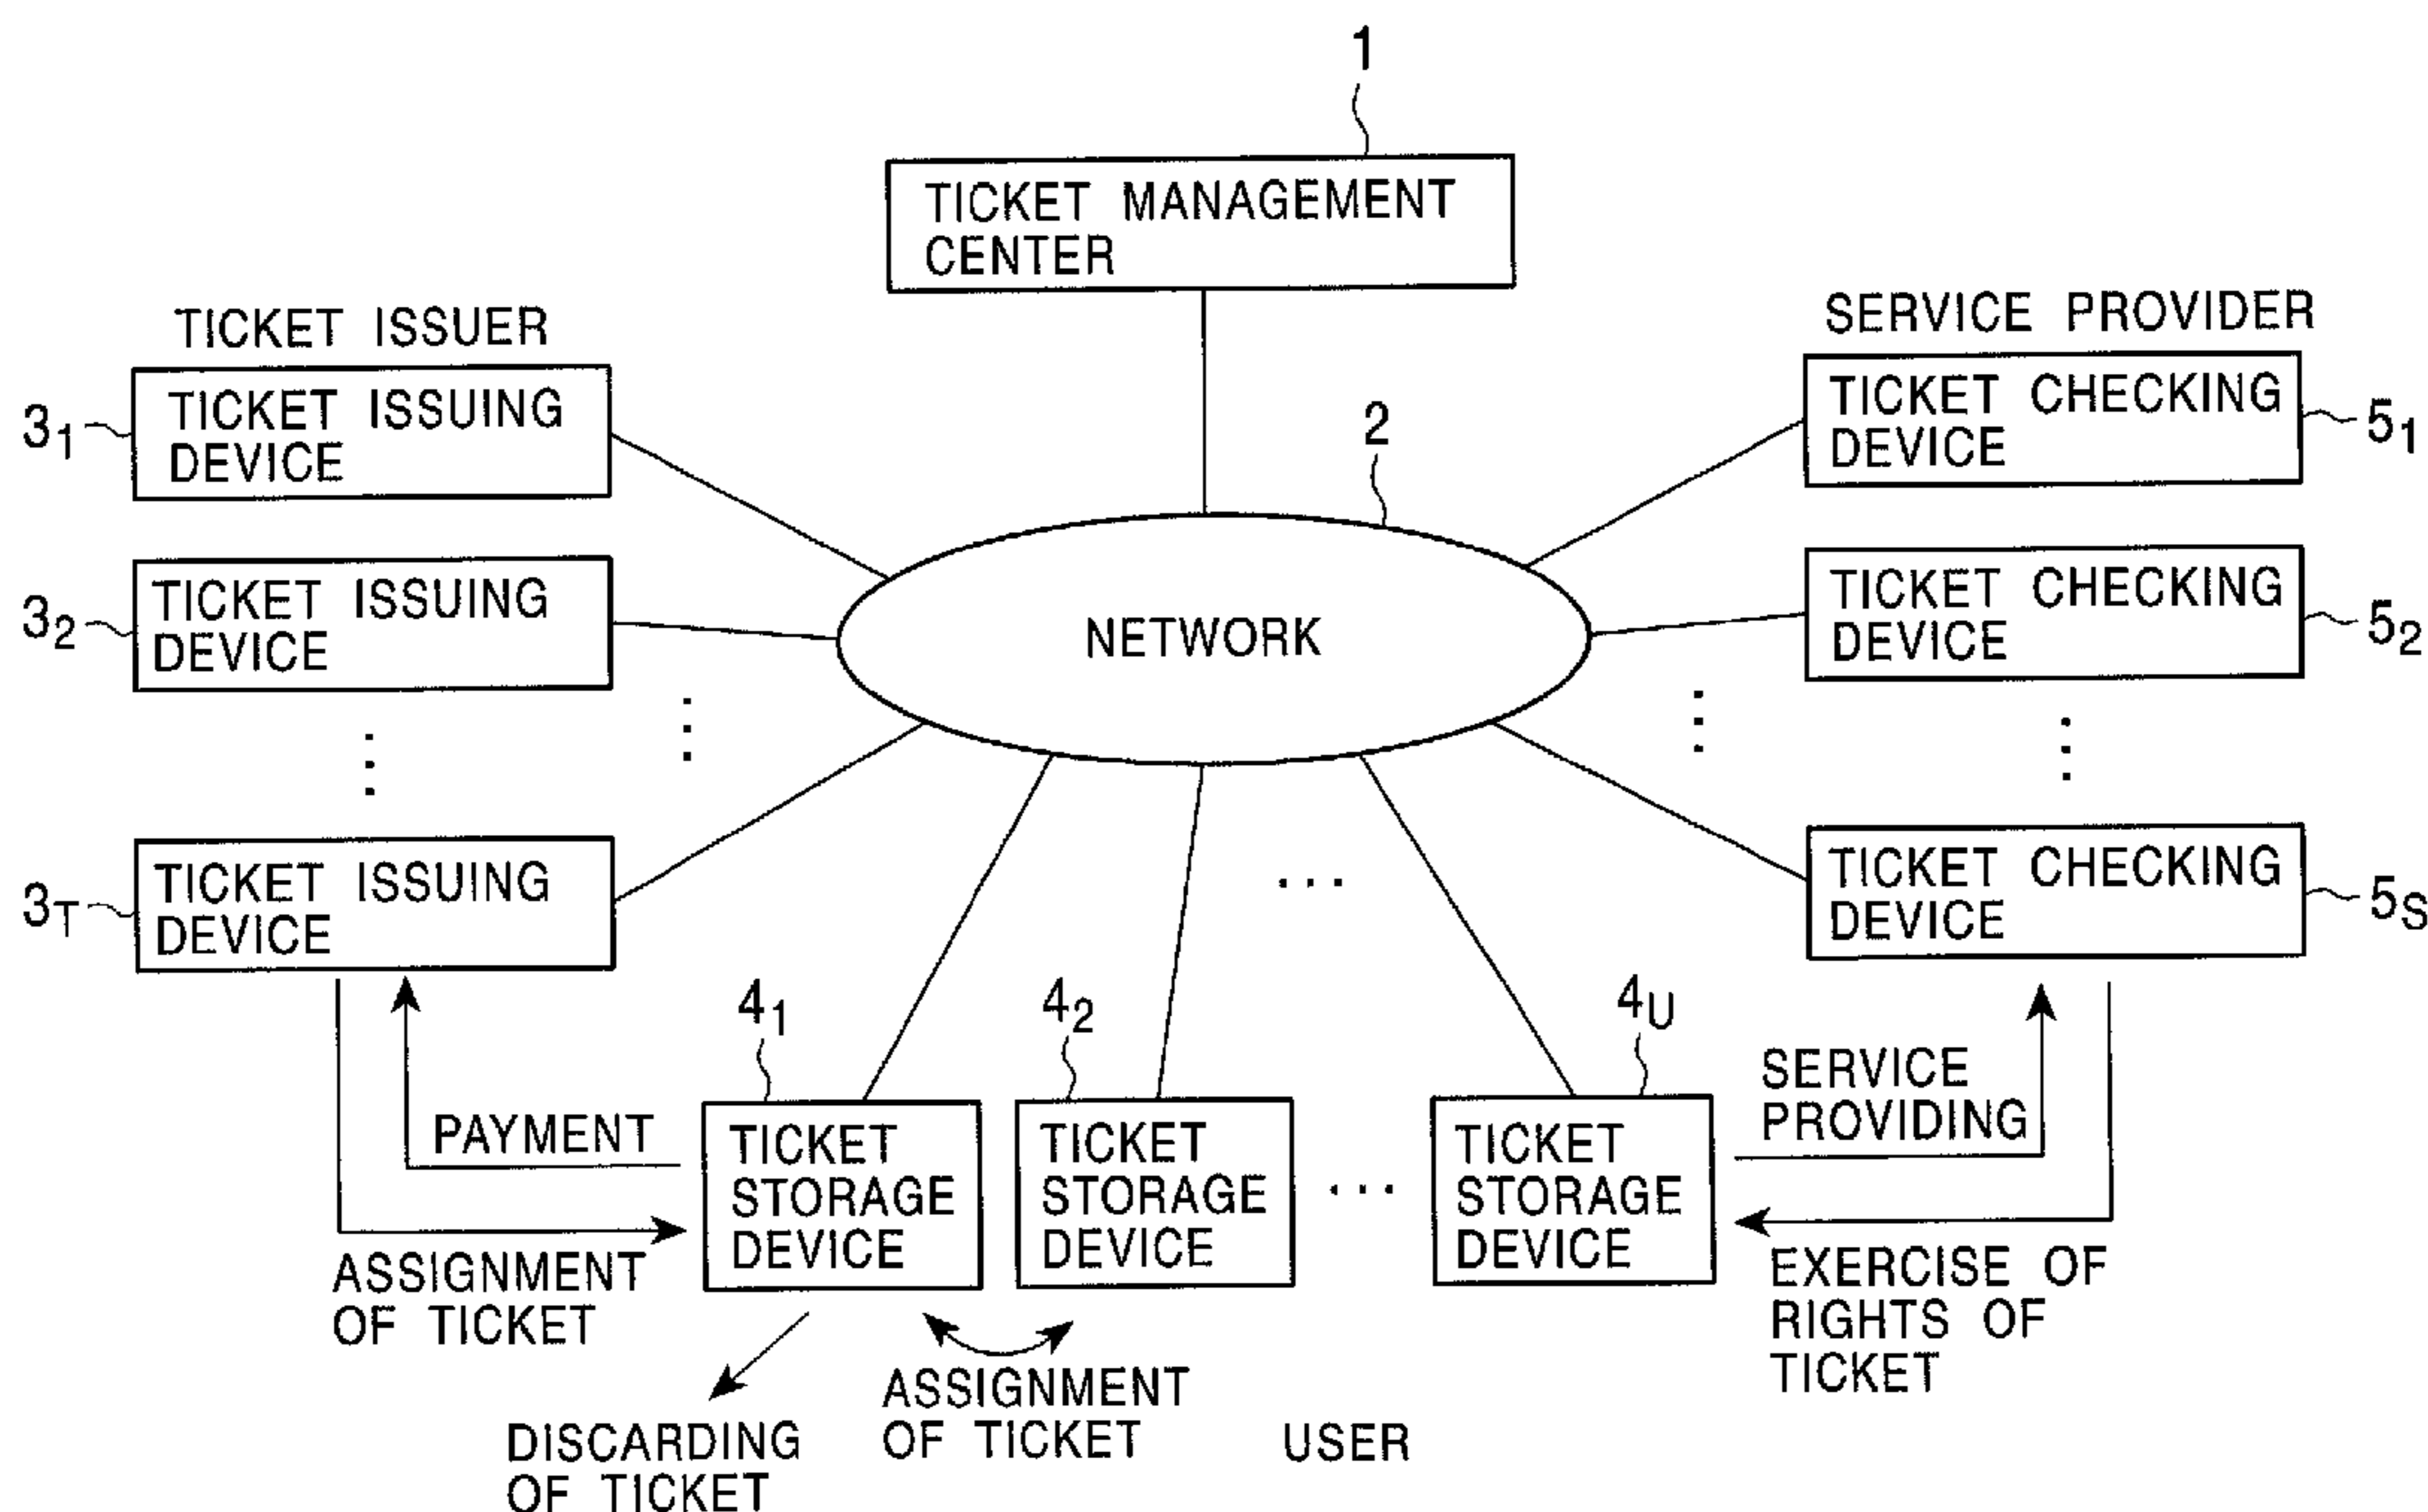 1
TICKET MANAGEMENT
CENTER
TICKET ISSUER
SERVICE PROVIDER
3₁
TICKET ISSUING
DEVICE
2
TICKET CHECKING
DEVICE
5₁
3₂
TICKET ISSUING
DEVICE
NETWORK
TICKET CHECKING
DEVICE
5₂
3T
TICKET ISSUING
DEVICE
TICKET CHECKING
DEVICE
5S
4₁
4₂
4U
PAYMENT
ASSIGNMENT
OF TICKET
TICKET
STORAGE
DEVICE
TICKET
STORAGE
DEVICE
...
TICKET
STORAGE
DEVICE
SERVICE
PROVIDING
EXERCISE OF
RIGHTS OF
TICKET
DISCARDING
OF TICKET
ASSIGNMENT
OF TICKET
USER